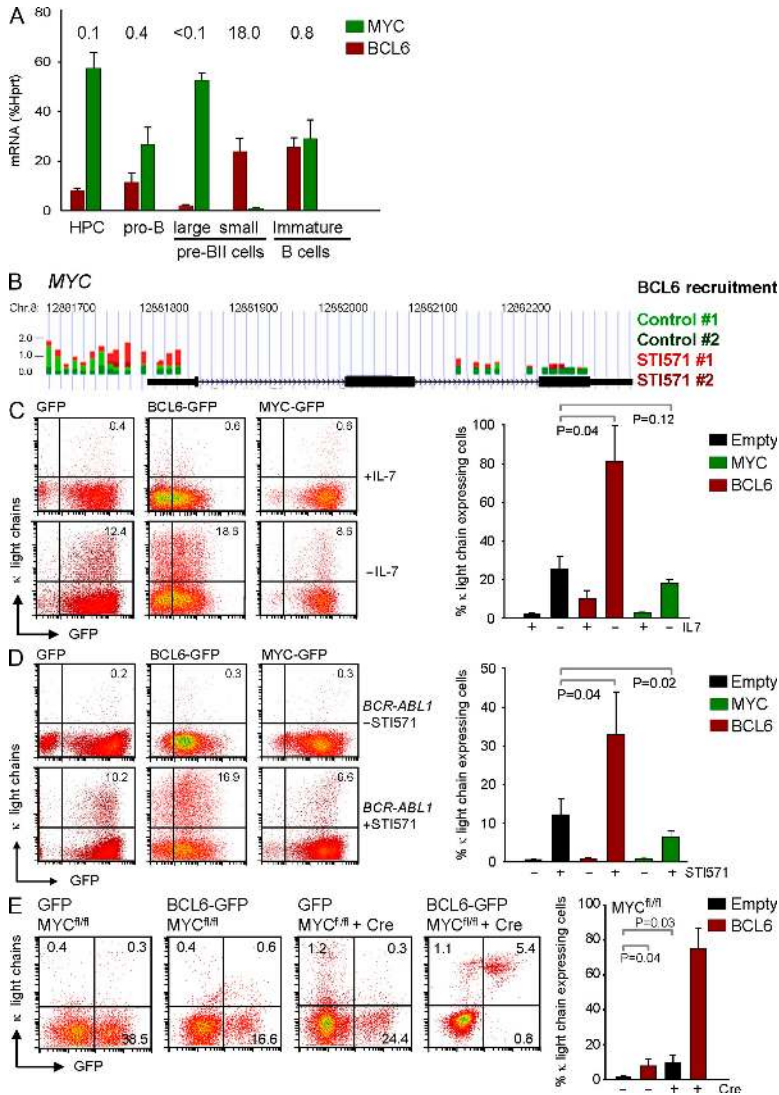 A
MYC
BCL6
0.1 0.4 <0.1 18.0 0.8
mRNA (%Hprt)
80
60
40
20
0
HPC pro-B large small Immature
pre-BII cells B cells
B MYC
BCL6 recruitment
Chr.8:
2.0
1.0
0.0
Control #1
Control #2
STI571 #1
STI571 #2
C
GFP BCL6-GFP MYC-GFP
0.4 0.6 0.6
+IL-7
12.4 18.6 8.6
−IL-7
κ light chains
GFP
% κ light chain expressing cells
100
80
60
40
20
0
P=0.04
P=0.12
Empty
MYC
BCL6
+ − + − + − IL7
D
GFP BCL6-GFP MYC-GFP
0.2 0.3 0.3
BCR-ABL1
−STI571
10.2 16.9 6.6
BCR-ABL1
+STI571
κ light chains
GFP
% κ light chain expressing cells
50
40
30
20
10
0
P=0.04
P=0.02
Empty
MYC
BCL6
− + − + − + STI571
E
GFP BCL6-GFP GFP BCL6-GFP
MYCfl/fl MYCfl/fl MYCfl/fl + Cre MYCfl/fl + Cre
0.4 0.3 0.4 0.6 1.2 0.3 1.1 5.4
38.5 16.6 24.4 0.8
κ light chains
GFP
% κ light chain expressing cells
100
80
60
40
20
0
MYCfl/fl
Empty
BCL6
P=0.03
P=0.04
− − + + Cre